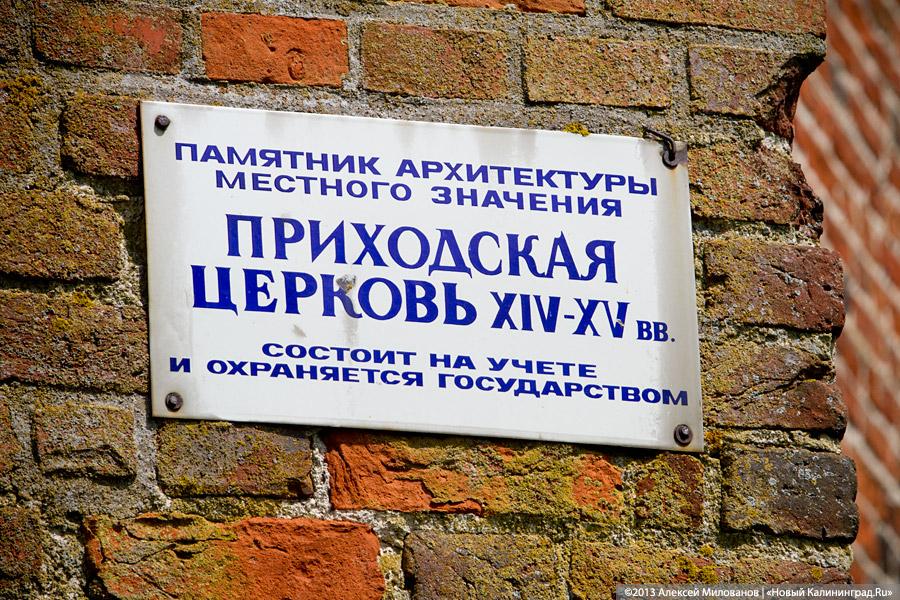 ПАМЯТНИК АРХИТЕКТУРЫ
МЕСТНОГО ЗНАЧЕНИЯ
ПРИХОДСКАЯ
ЦЕРКОВЬ XIV-XV ВВ.
СОСТОИТ НА УЧЕТЕ
И ОХРАНЯЕТСЯ ГОСУДАРСТВОМ
©2013 Алексей Милованов | «Новый Калининград.Ru»